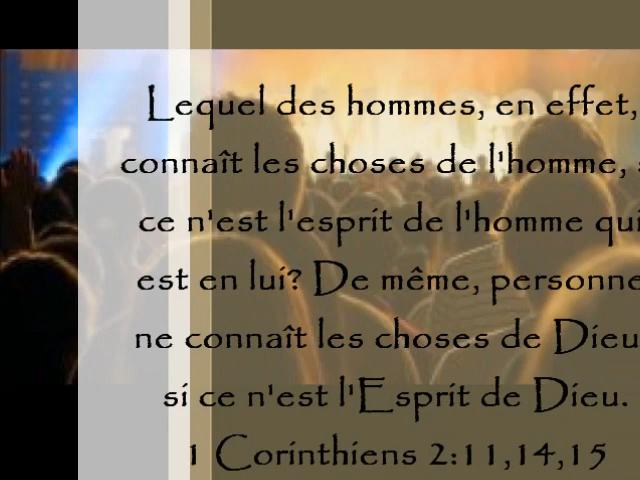 Lequel des hommes, en effet,
connaît les choses de l'homme,
ce n'est l'esprit de l'homme qui
est en lui? De même, personne
ne connaît les choses de Dieu
si ce n'est l'Esprit de Dieu.
1 Corinthiens 2:11,14,15